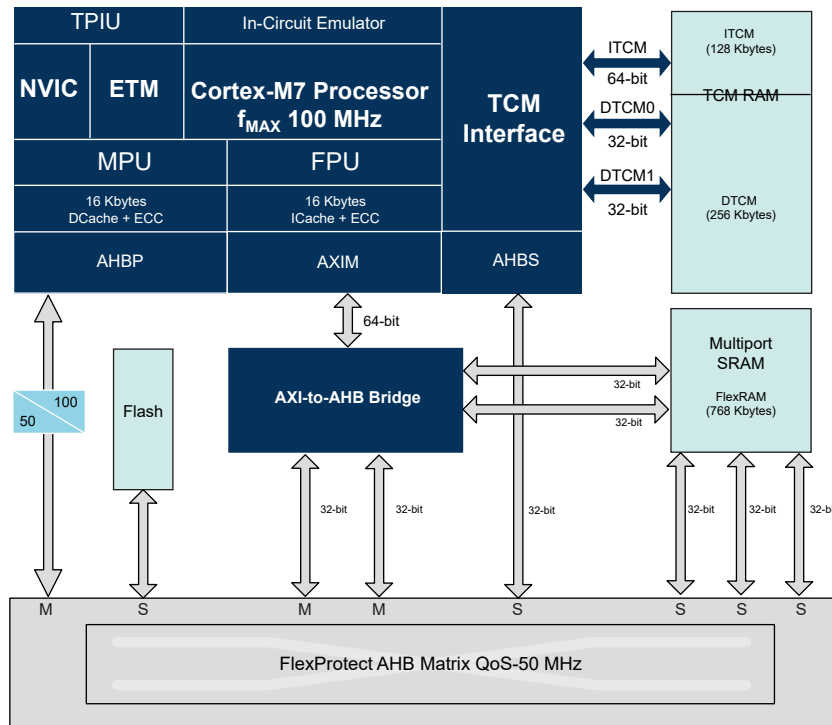 TPIU
In-Circuit Emulator
NVIC
ETM
Cortex-M7 Processor
fMAX 100 MHz
TCM
Interface
MPU
FPU
16 Kbytes
DCache + ECC
16 Kbytes
ICache + ECC
AHBP
AXIM
AHBS
ITCM
64-bit
DTCM0
32-bit
DTCM1
32-bit
ITCM
(128 Kbytes)
TCM RAM
DTCM
(256 Kbytes)
64-bit
100
50
Flash
AXI-to-AHB Bridge
32-bit
32-bit
Multiport
SRAM
FlexRAM
(768 Kbytes)
32-bit
32-bit
32-bit
32-bit
32-bit
32-bit
M
S
M
M
S
S
S
S
FlexProtect AHB Matrix QoS-50 MHz